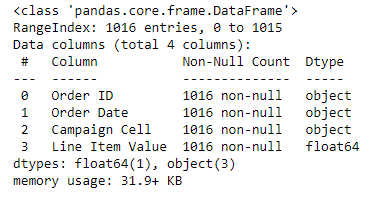 <class 'pandas.core.frame.DataFrame'>
RangeIndex: 1016 entries, 0 to 1015
Data columns (total 4 columns):
 #   Column           Non-Null Count  Dtype
---  ------           --------------  -----
 0   Order ID         1016 non-null   object
 1   Order Date       1016 non-null   object
 2   Campaign Cell    1016 non-null   object
 3   Line Item Value  1016 non-null   float64
dtypes: float64(1), object(3)
memory usage: 31.9+ KB